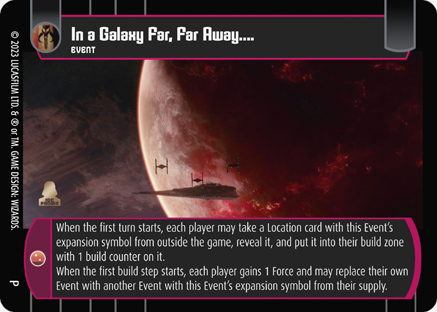 In a Galaxy Far, Far Away....
EVENT
When the first turn starts, each player may take a Location card with this Event's
expansion symbol from outside the game, reveal it, and put it into their build zone
with 1 build counter on it.
When the first build step starts, each player gains 1 Force and may replace their own
Event with another Event with this Event's expansion symbol from their supply.
© 2023 LUCASFILM LTD. & ® or TM. GAME DESIGN: WIZARDS.
P